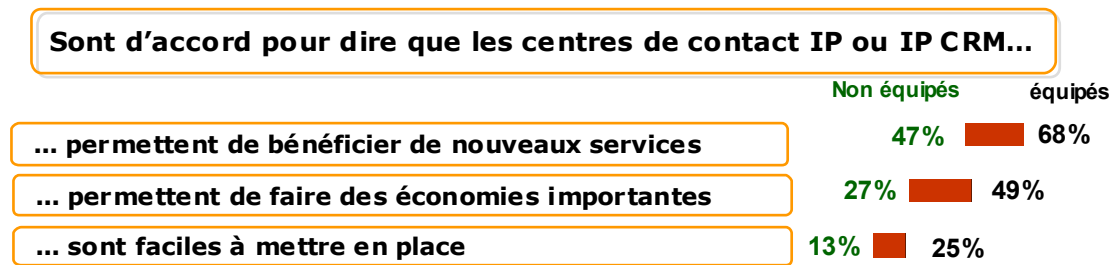 Sont d’accord pour dire que les centres de contact IP ou IP CRM…
Non équipés équipés
… permettent de bénéficier de nouveaux services 47% 68%
… permettent de faire des économies importantes 27% 49%
… sont faciles à mettre en place 13% 25%